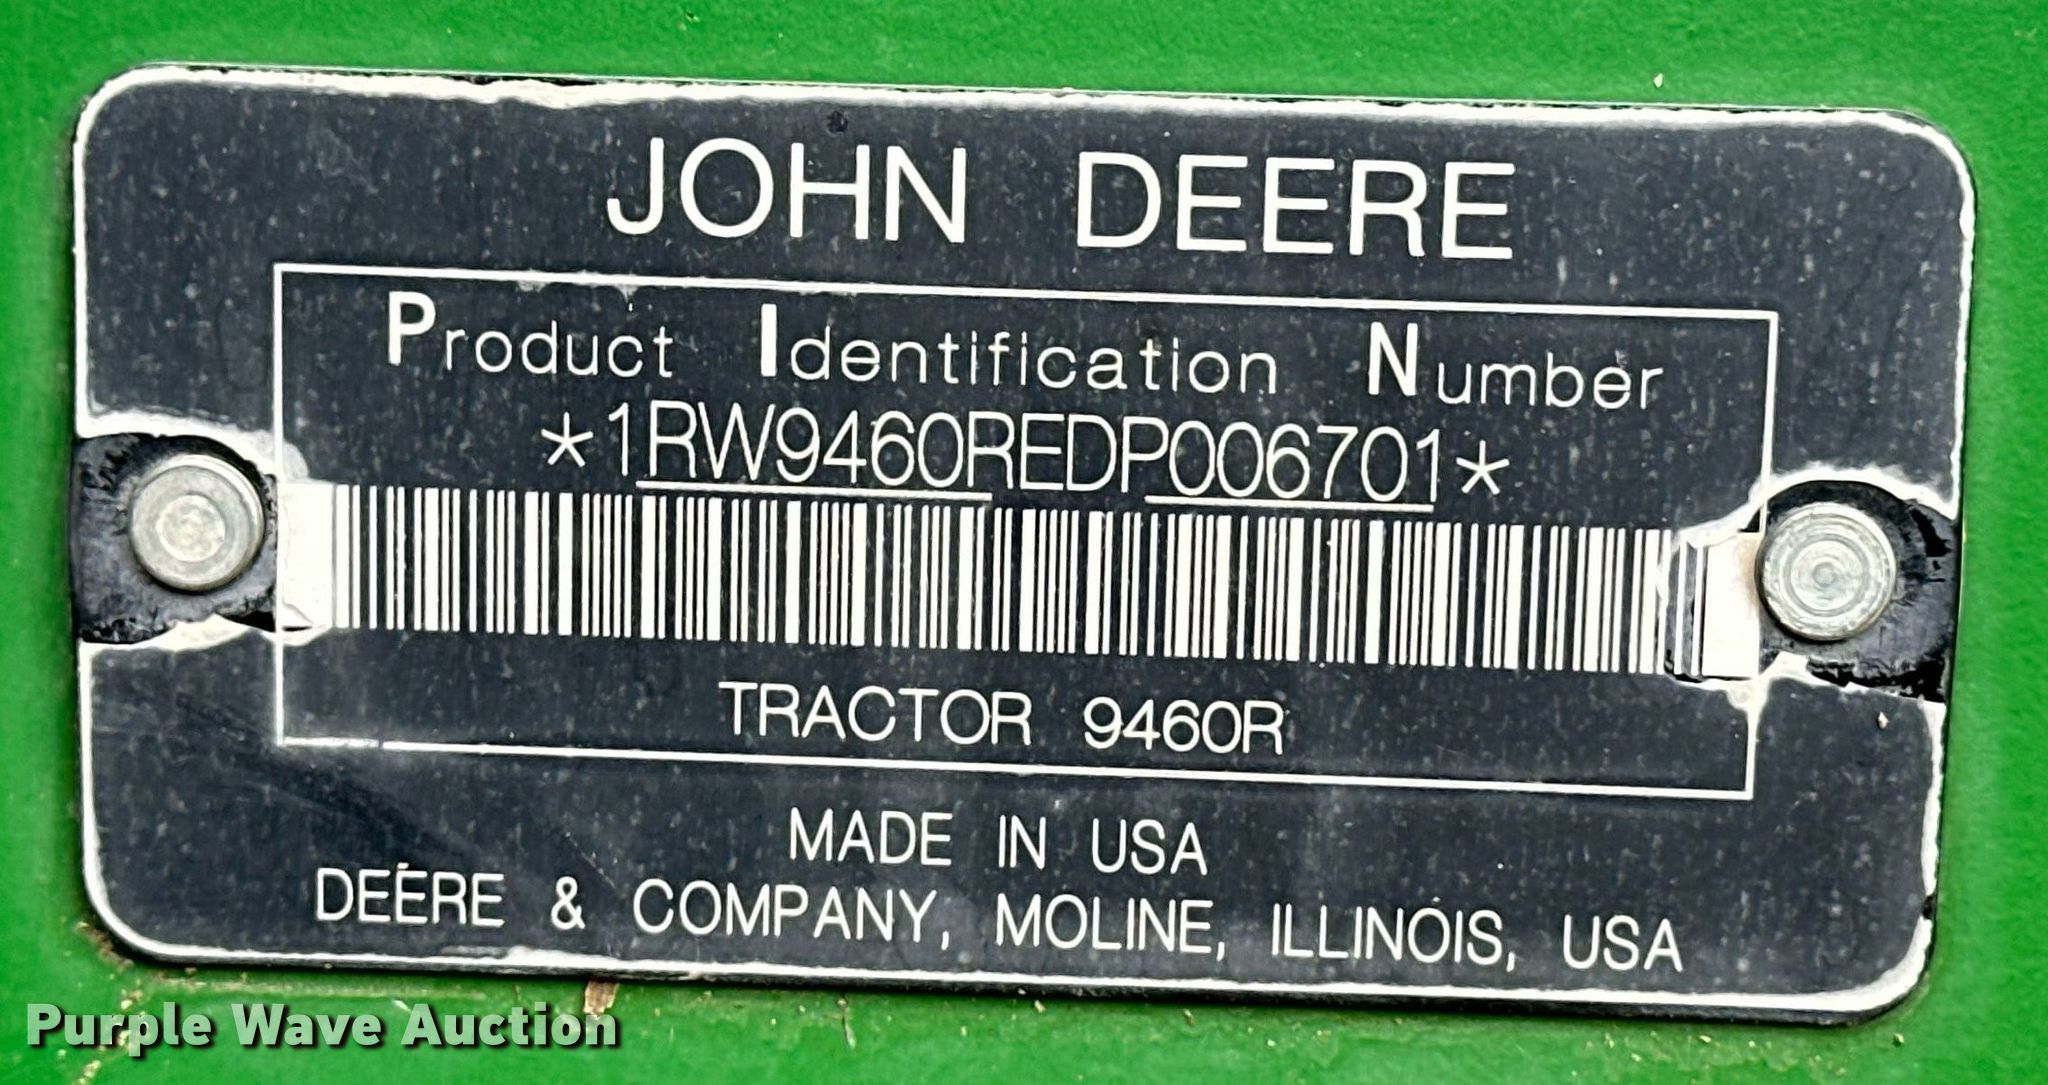 JOHN DEERE
Product Identification Number
*1RW9460REDP006701*
TRACTOR 9460R
MADE IN USA
DEERE & COMPANY, MOLINE, ILLINOIS, USA
Purple Wave Auction